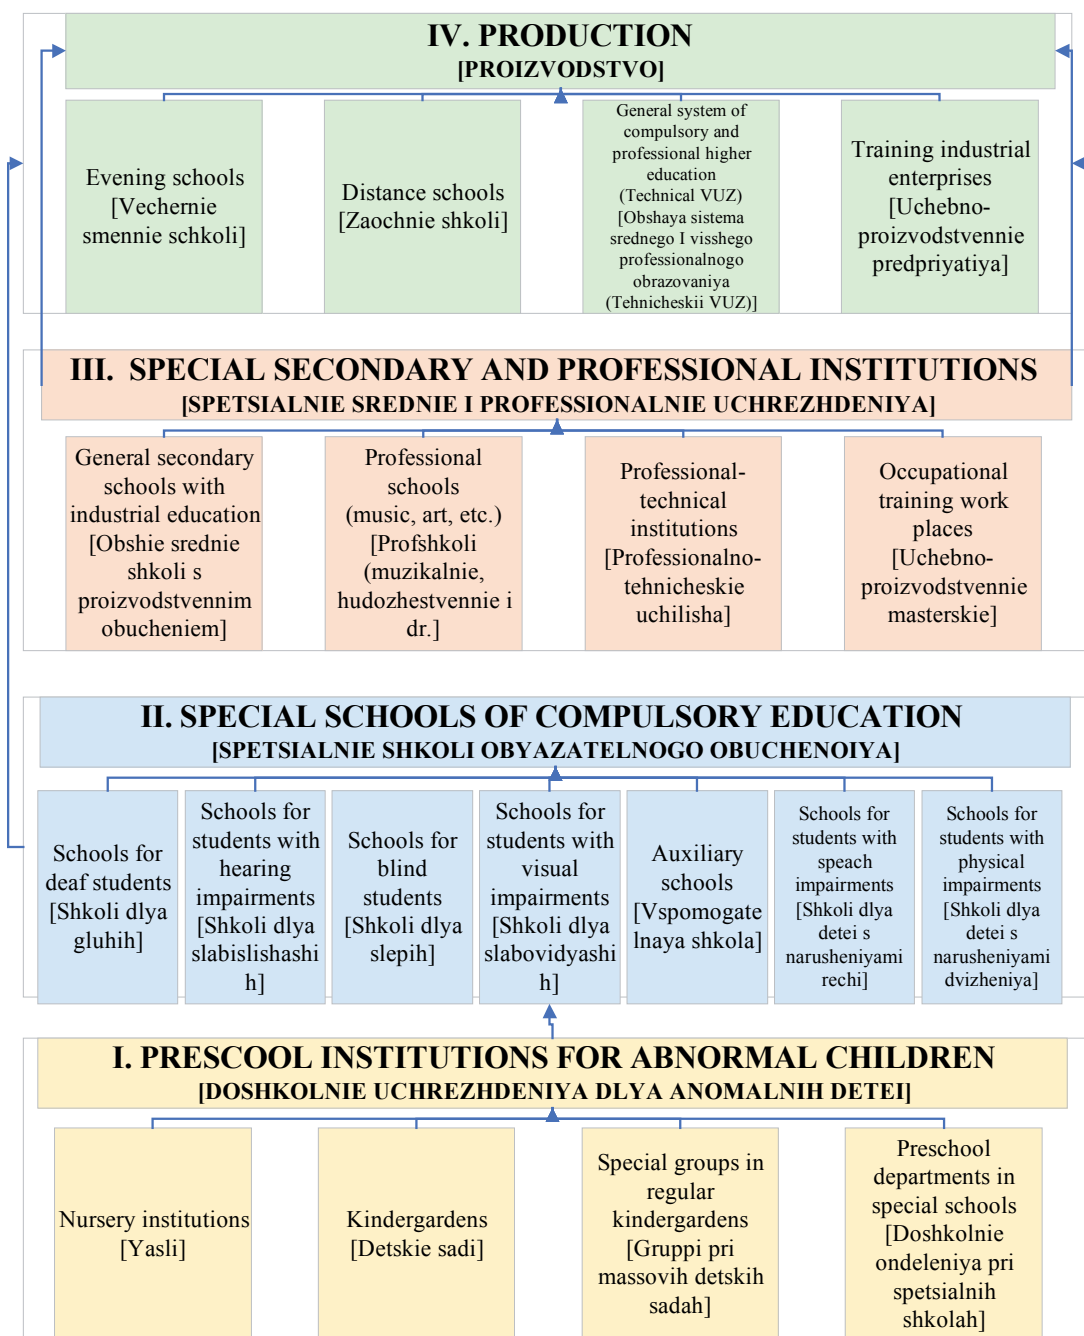 IV. PRODUCTION
[PROIZVODSTVO]
Evening schools
[Vechernie
smennie schkoli]
Distance schools
[Zaochnie shkoli]
General system of
compulsory and
professional higher
education
(Technical VUZ)
[Obshaya sistema
srednego I visshego
professionalnogo
obrazovaniya
(Tehnicheskii VUZ)]
Training industrial
enterprises
[Uchebno-
proizvodstvennie
predpriyatiya]
III. SPECIAL SECONDARY AND PROFESSIONAL INSTITUTIONS
[SPETSIALNIE SREDNIE I PROFESSIONALNIE UCHREZHDENIYA]
General secondary
schools with
industrial education
[Obshie srednie
shkoli s
proizvodstvennim
obucheniem]
Professional
schools
(music, art, etc.)
[Profshkoli
(muzikalnie,
hudozhestvennie i
dr.]
Professional-
technical
institutions
[Professionalno-
tehnicheskie
uchilisha]
Occupational
training work
places
[Uchebno-
proizvodstvennie
masterskie]
II. SPECIAL SCHOOLS OF COMPULSORY EDUCATION
[SPETSIALNIE SHKOLI OBYAZATELNOGO OBUCHENOIYA]
Schools for
deaf students
[Shkoli dlya
gluhih]
Schools for
students with
hearing
impairments
[Shkoli dlya
slabislishashi
h]
Schools for
blind
students
[Shkoli dlya
slepih]
Schools for
students with
visual
impairments
[Shkoli dlya
slabovidyashi
h]
Auxiliary
schools
[Vspomogate
lnaya shkola]
Schools for
students with
speach
impairments
[Shkoli dlya
detei s
narusheniyami
rechi]
Schools for
students with
physical
impairments
[Shkoli dlya
detei s
narusheniyami
dvizheniya]
I. PRESCOOL INSTITUTIONS FOR ABNORMAL CHILDREN
[DOSHKOLNIE UCHREZHDENIYA DLYA ANOMALNIH DETEI]
Nursery institutions
[Yasli]
Kindergardens
[Detskie sadi]
Special groups in
regular
kindergardens
[Gruppi pri
massovih detskih
sadah]
Preschool
departments in
special schools
[Doshkolnie
ondeleniya pri
spetsialnih
shkolah]